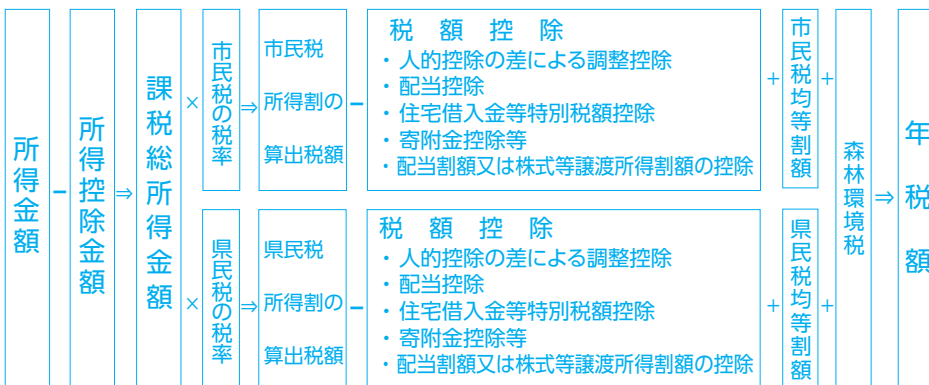 所得金額
−
所得控除金額
⇒
課税総所得金額
×
市民税の税率
⇒
市民税
所得割の
算出税額
−
税額控除
・人的控除の差による調整控除
・配当控除
・住宅借入金等特別税額控除
・寄附金控除等
・配当割額又は株式等譲渡所得割額の控除
+
市民税均等割額
+
×
県民税の税率
⇒
県民税
所得割の
算出税額
−
税額控除
・人的控除の差による調整控除
・配当控除
・住宅借入金等特別税額控除
・寄附金控除等
・配当割額又は株式等譲渡所得割額の控除
+
県民税均等割額
+
森林環境税
⇒
年税額